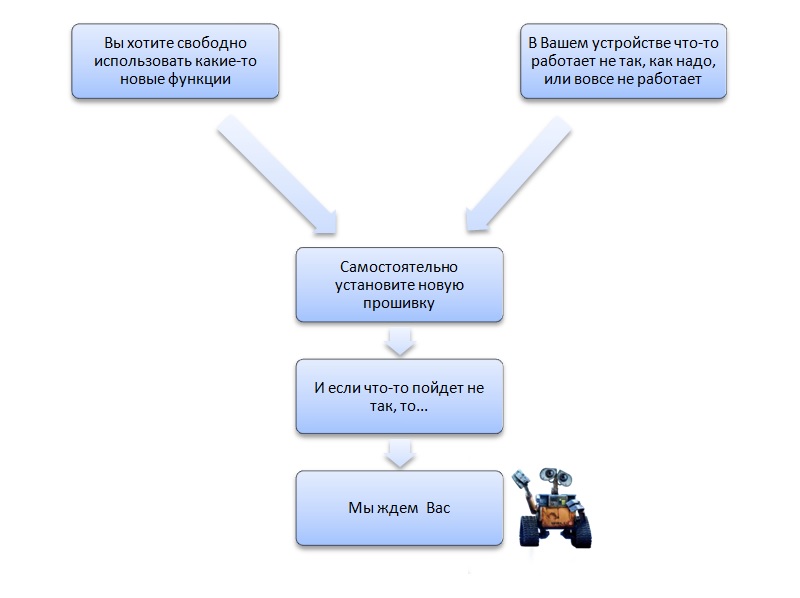 Вы хотите свободно
использовать какие-то
новые функции
В Вашем устройстве что-то
работает не так, как надо,
или вовсе не работает
Самостоятельно
установите новую
прошивку
И если что-то пойдет не
так, то...
Мы ждем  Вас